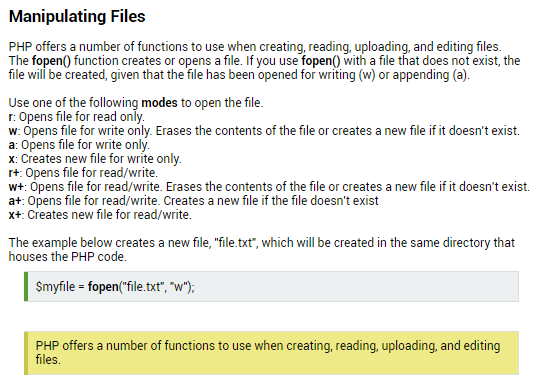 Manipulating Files
PHP offers a number of functions to use when creating, reading, uploading, and editing files.
The fopen() function creates or opens a file. If you use fopen() with a file that does not exist, the
file will be created, given that the file has been opened for writing (w) or appending (a).
Use one of the following modes to open the file.
r: Opens file for read only.
w: Opens file for write only. Erases the contents of the file or creates a new file if it doesn't exist.
a: Opens file for write only.
x: Creates new file for write only.
r+: Opens file for read/write.
w+: Opens file for read/write. Erases the contents of the file or creates a new file if it doesn't exist.
a+: Opens file for read/write. Creates a new file if the file doesn't exist
x+: Creates new file for read/write.
The example below creates a new file, "file.txt", which will be created in the same directory that
houses the PHP code.
$myfile = fopen("file.txt", "w");
PHP offers a number of functions to use when creating, reading, uploading, and editing
files.